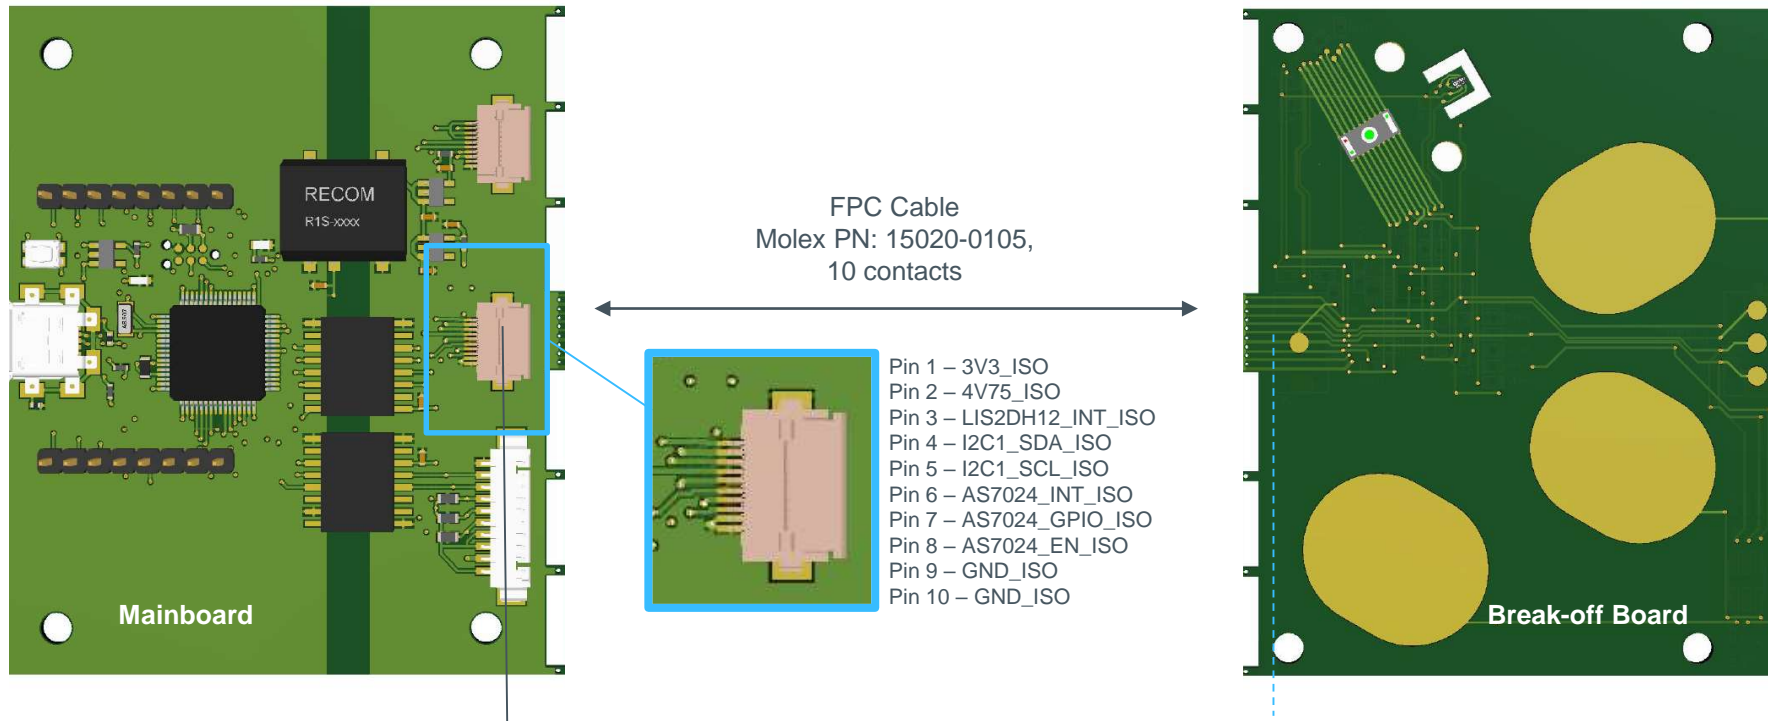 RECOM
R1S-xxxx
FPC Cable
Molex PN: 15020-0105,
10 contacts
Pin 1 – 3V3_ISO
Pin 2 – 4V75_ISO
Pin 3 – LIS2DH12_INT_ISO
Pin 4 – I2C1_SDA_ISO
Pin 5 – I2C1_SCL_ISO
Pin 6 – AS7024_INT_ISO
Pin 7 – AS7024_GPIO_ISO
Pin 8 – AS7024_EN_ISO
Pin 9 – GND_ISO
Pin 10 – GND_ISO
Mainboard
Break-off Board